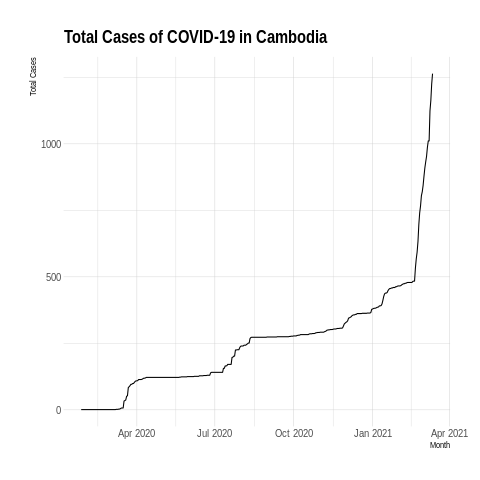 Total Cases of COVID-19 in Cambodia
Total Cases
1000
500
0
Apr 2020 Jul 2020 Oct 2020 Jan 2021 Apr 2021
Month